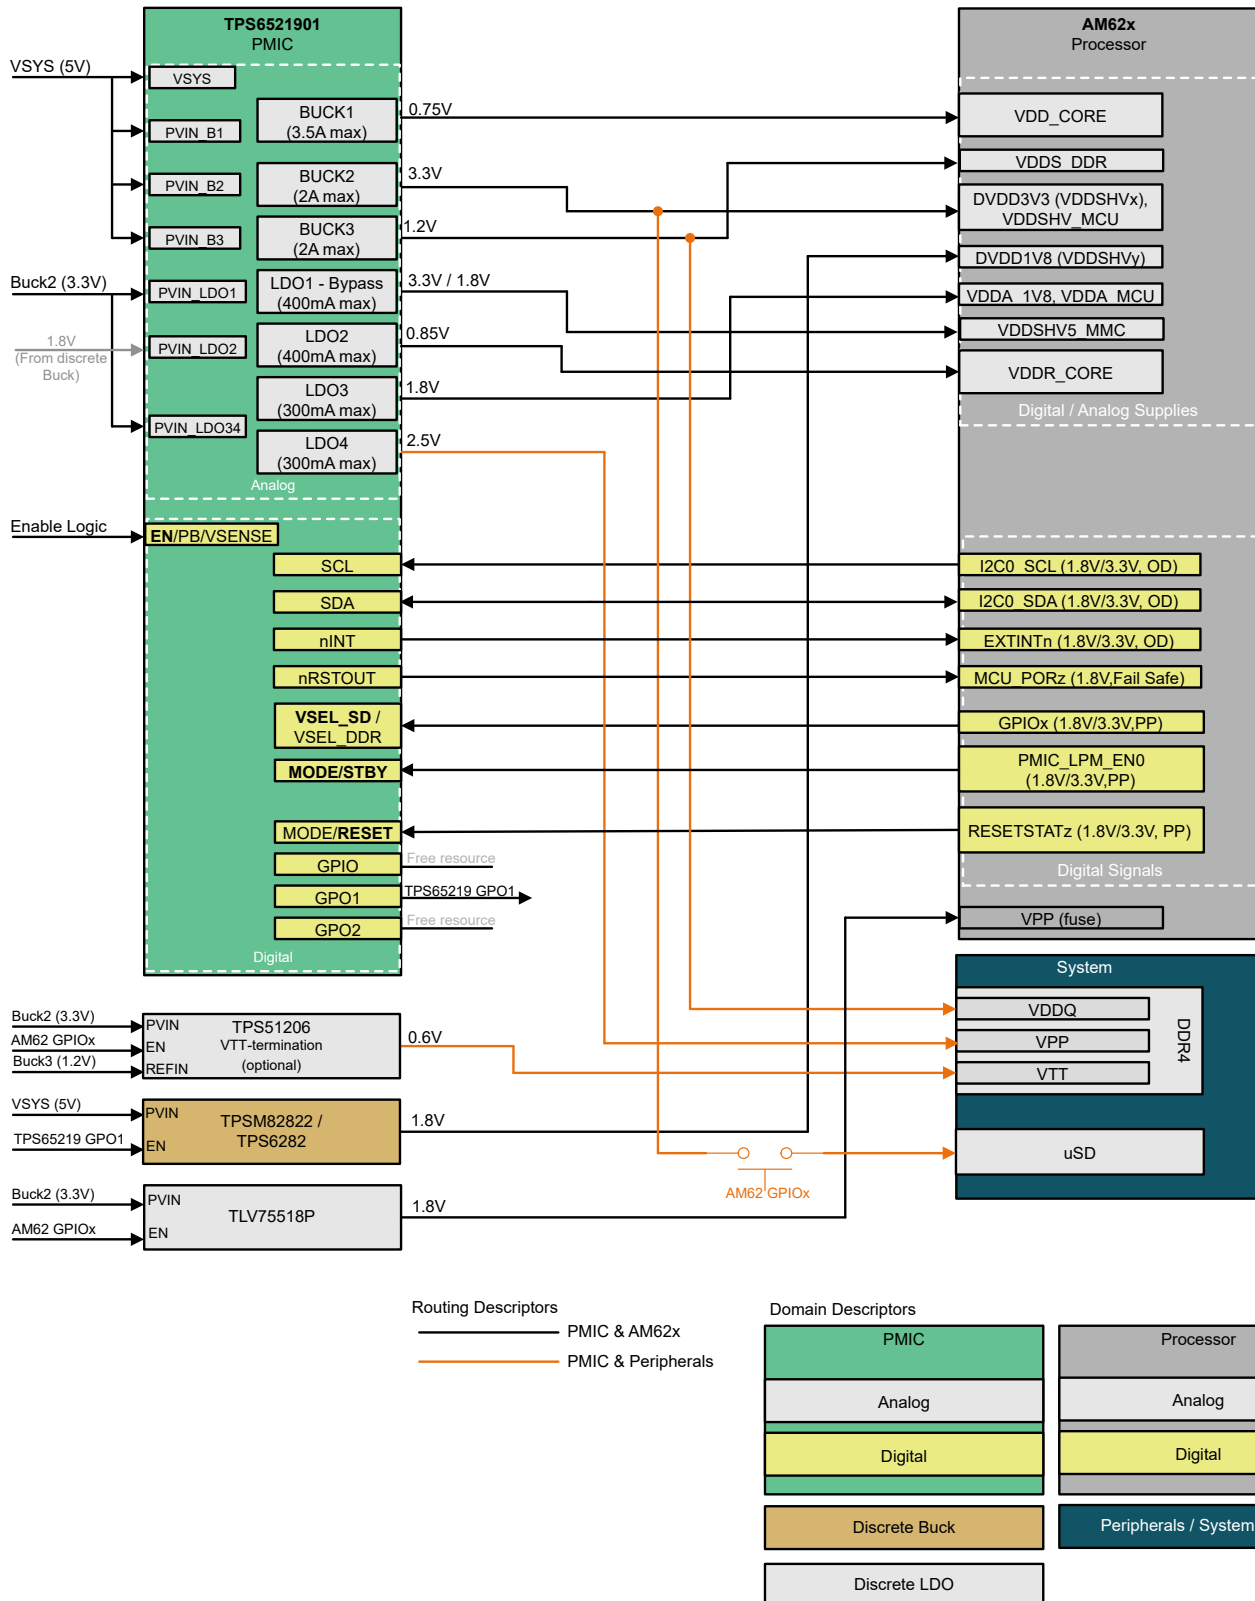 TPS6521901
PMIC
VSYS (5V)
VSYS
PVIN_B1
PVIN_B2
PVIN_B3
Buck2 (3.3V)
PVIN_LDO1
1.8V
(From discrete
Buck)
PVIN_LDO2
PVIN_LDO34
BUCK1
(3.5A max)
BUCK2
(2A max)
BUCK3
(2A max)
LDO1 - Bypass
(400mA max)
LDO2
(400mA max)
LDO3
(300mA max)
LDO4
(300mA max)
Analog
0.75V
3.3V
1.2V
3.3V / 1.8V
0.85V
1.8V
2.5V
AM62x
Processor
VDD_CORE
VDDS_DDR
DVDD3V3 (VDDSHVx),
VDDSHV_MCU
DVDD1V8 (VDDSHVy)
VDDA_1V8, VDDA_MCU
VDDSHV5_MMC
VDDR_CORE
Digital / Analog Supplies
Enable Logic
EN/PB/VSENSE
SCL
SDA
nINT
nRSTOUT
VSEL_SD /
VSEL_DDR
MODE/STBY
MODE/RESET
GPIO
GPO1
GPO2
Digital
Free resource
TPS65219 GPO1
Free resource
I2C0_SCL (1.8V/3.3V, OD)
I2C0_SDA (1.8V/3.3V, OD)
EXTINTn (1.8V/3.3V, OD)
MCU_PORz (1.8V,Fail Safe)
GPIOx (1.8V/3.3V,PP)
PMIC_LPM_EN0
(1.8V/3.3V,PP)
RESETSTATz (1.8V/3.3V, PP)
Digital Signals
VPP (fuse)
System
VDDQ
VPP
VTT
DDR4
uSD
AM62 GPIOx
Buck2 (3.3V)
AM62 GPIOx
Buck3 (1.2V)
PVIN
EN
REFIN
TPS51206
VTT-termination
(optional)
0.6V
VSYS (5V)
TPS65219 GPO1
PVIN
EN
TPSM82822 /
TPS6282
1.8V
Buck2 (3.3V)
AM62 GPIOx
PVIN
EN
TLV75518P
1.8V
Routing Descriptors
PMIC & AM62x
PMIC & Peripherals
Domain Descriptors
PMIC
Analog
Digital
Discrete Buck
Discrete LDO
Processor
Analog
Digital
Peripherals / System